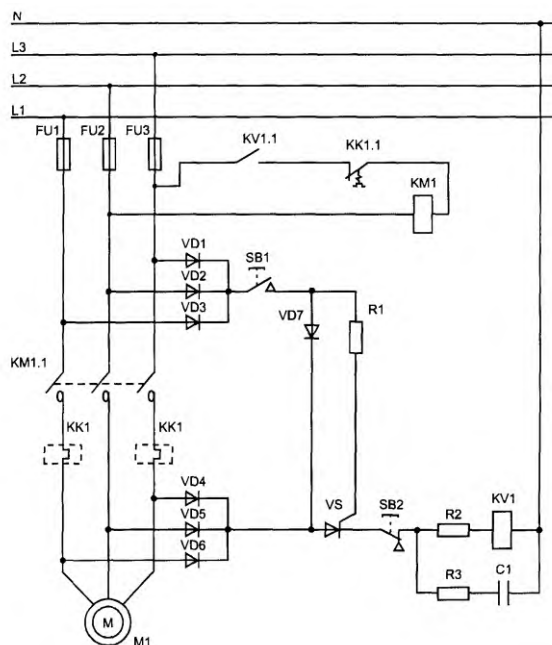 N
L3
L2
L1
FU1 FU2 FU3
KV1.1 KK1.1
KM1
VD1
VD2
VD3
SB1
VD7
R1
KM1.1
KK1 KK1
VD4
VD5
VD6
VS
SB2
R2
KV1
R3
C1
M
M1